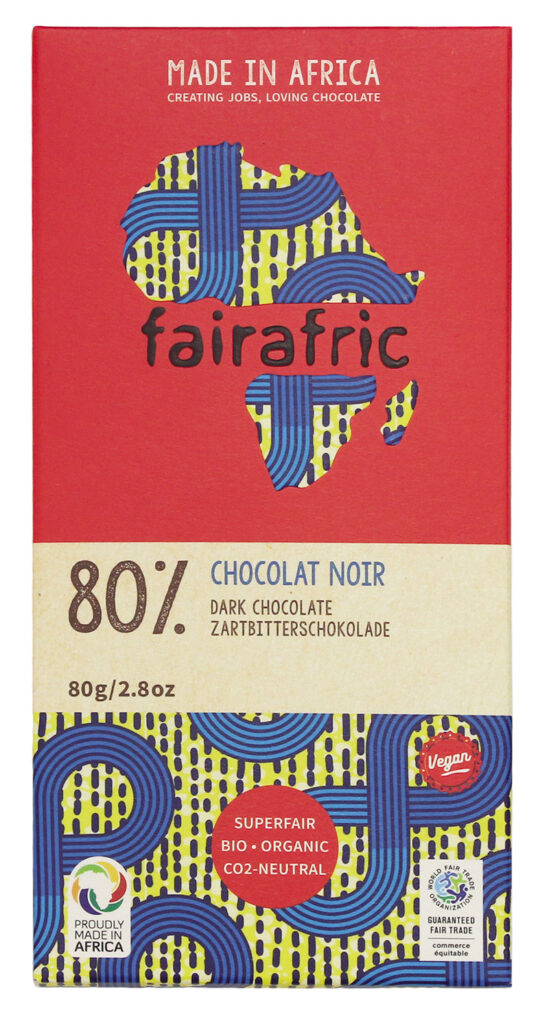 MADE IN AFRICA
CREATING JOBS, LOVING CHOCOLATE
fairafric
80%
CHOCOLAT NOIR
DARK CHOCOLATE
ZARTBITTERSCHOKOLADE
80g/2.8oz
Vegan
SUPERFAIR
BIO • ORGANIC
CO2-NEUTRAL
PROUDLY
MADE IN
AFRICA
WORLD FAIR TRADE
ORGANIZATION
GUARANTEED
FAIR TRADE
commerce
équitable